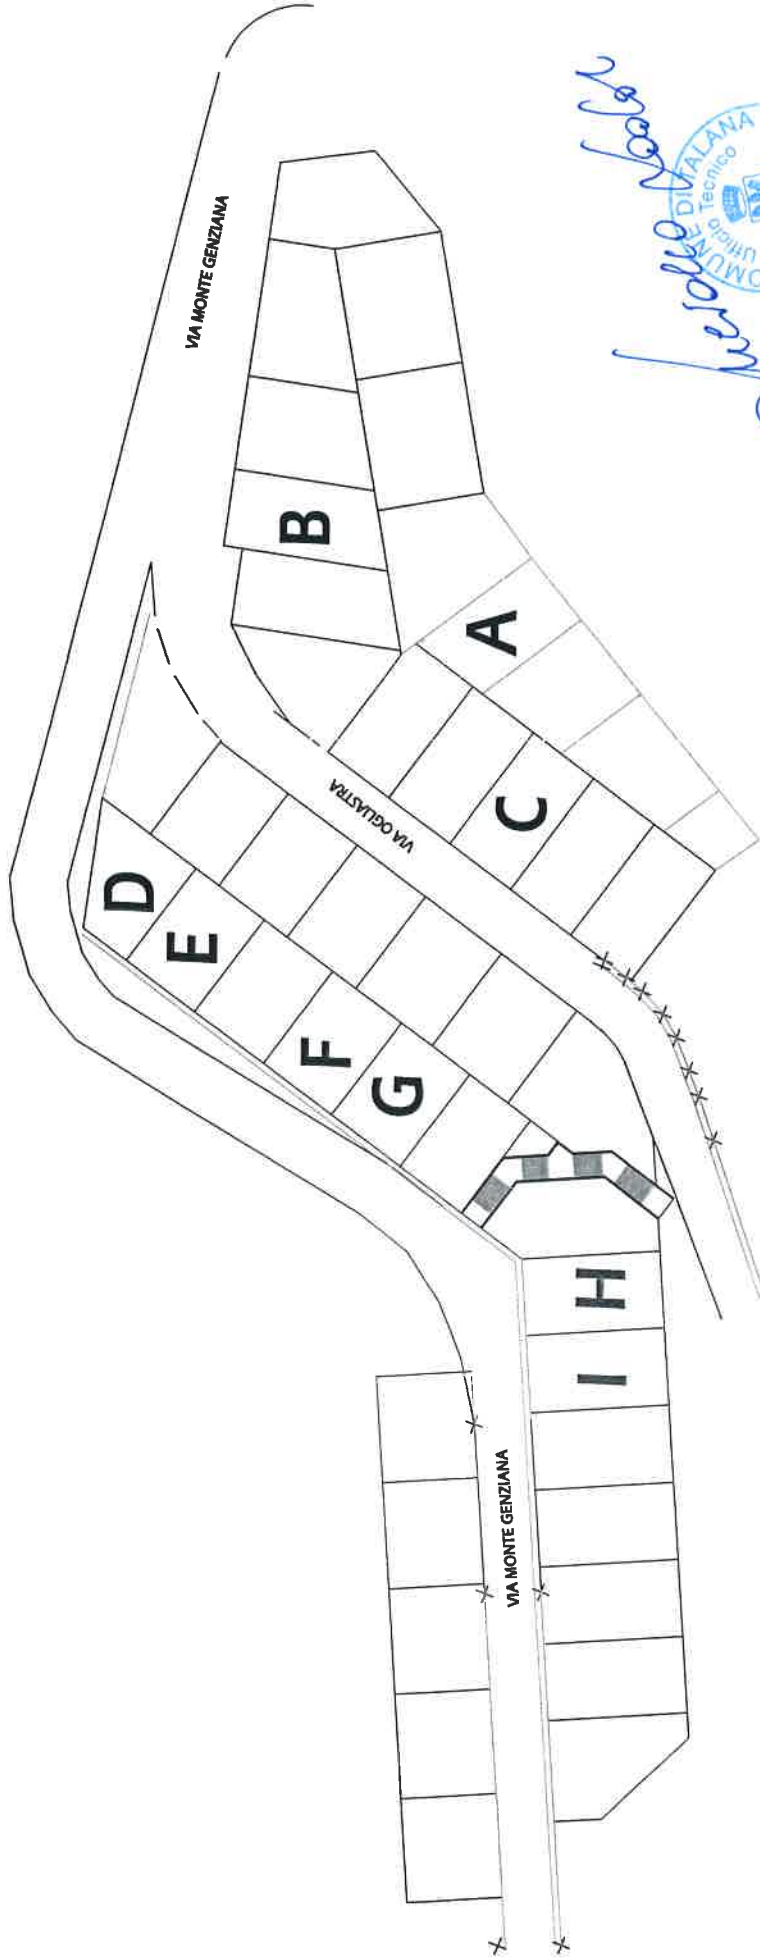 VIA MONTE GENZIANA
B
A
VIA OGLIASTRA
C
D
E
F
G
H
I
VIA MONTE GENZIANA
COMUNE DI TALANA
Ufficio Tecnico